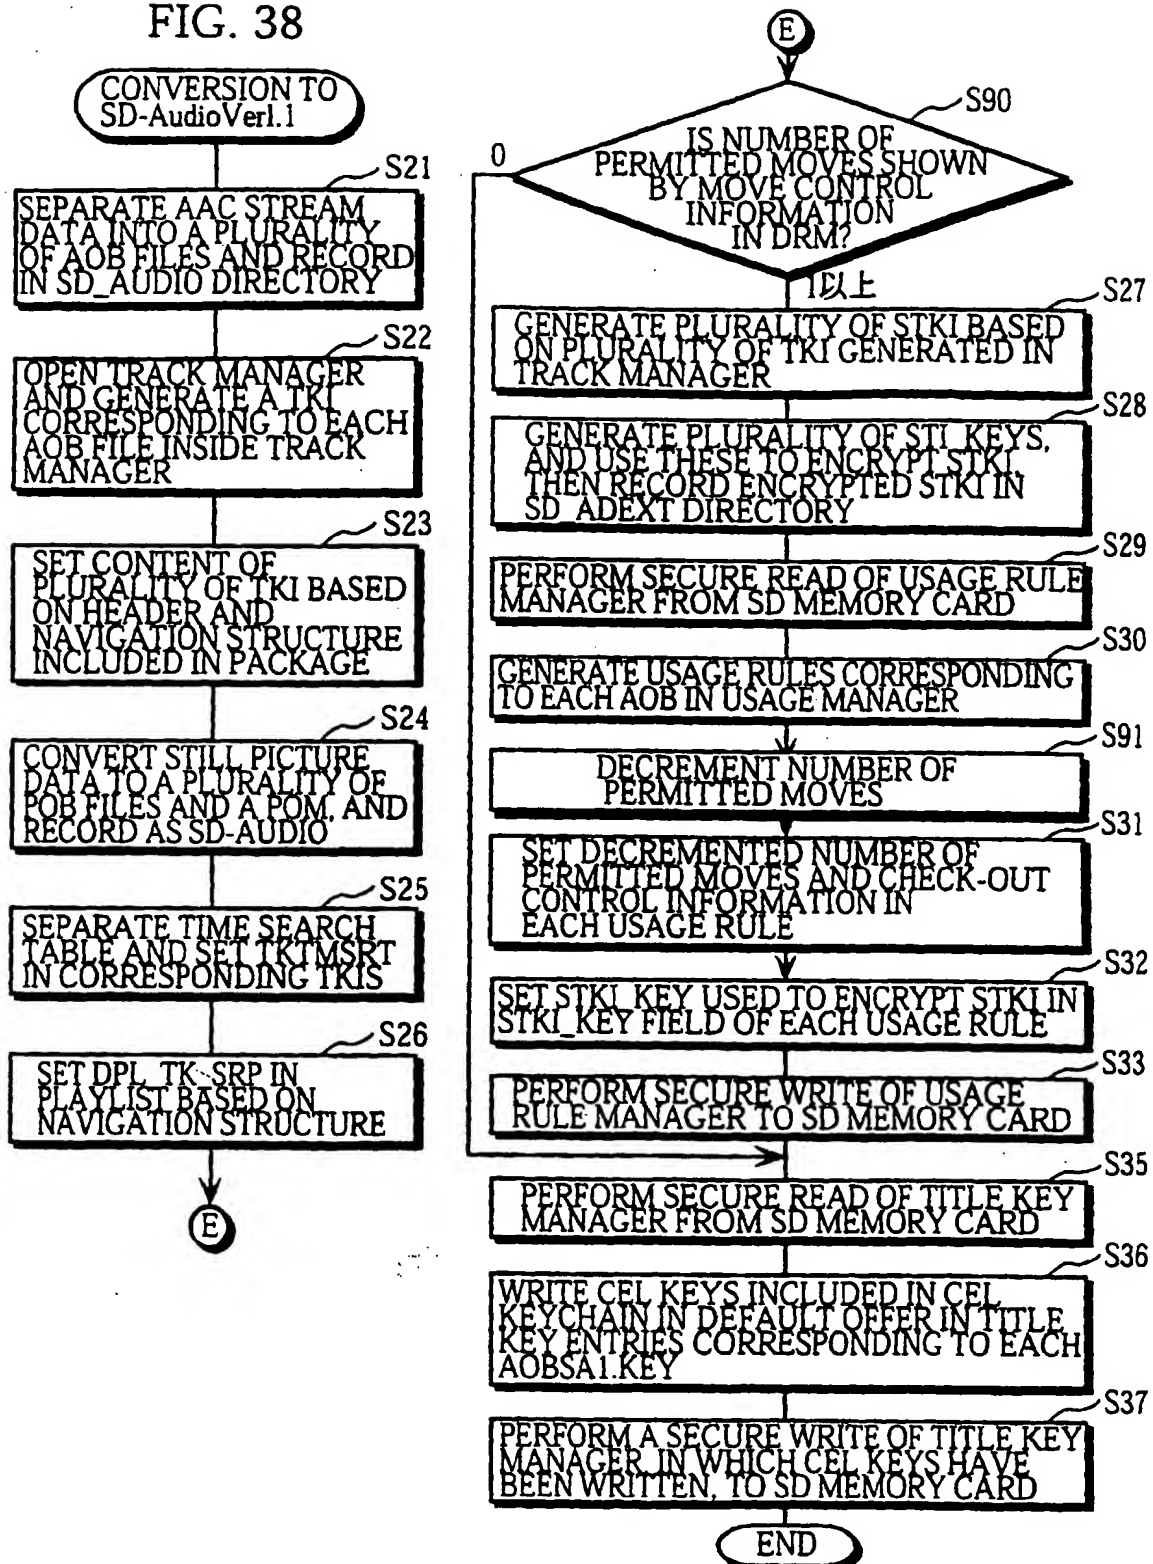 FIG. 38
CONVERSION TO
SD-AudioVer1.1
S21
SEPARATE AAC STREAM
DATA INTO A PLURALITY
OF AOB FILES AND RECORD
IN SD_AUDIO DIRECTORY
S22
OPEN TRACK MANAGER
AND GENERATE A TKI
CORRESPONDING TO EACH
AOB FILE INSIDE TRACK
MANAGER
S23
SET CONTENT OF
PLURALITY OF TKI BASED
ON HEADER AND
NAVIGATION STRUCTURE
INCLUDED IN PACKAGE
S24
CONVERT STILL PICTURE
DATA TO A PLURALITY OF
POB FILES AND A POM, AND
RECORD AS SD-AUDIO
S25
SEPARATE TIME SEARCH
TABLE AND SET TKTMSRT
IN CORRESPONDING TKIS
S26
SET DPL_TK_SRP IN
PLAYLIST BASED ON
NAVIGATION STRUCTURE
E
E
S90
IS NUMBER OF
PERMITTED MOVES SHOWN
BY MOVE CONTROL
INFORMATION
IN DRM?
0
1以上
S27
GENERATE PLURALITY OF STKI BASED
ON PLURALITY OF TKI GENERATED IN
TRACK MANAGER
S28
GENERATE PLURALITY OF STI_KEYS,
AND USE THESE TO ENCRYPT STKI,
THEN RECORD ENCRYPTED STKI IN
SD_ADEXT DIRECTORY
S29
PERFORM SECURE READ OF USAGE RULE
MANAGER FROM SD MEMORY CARD
S30
GENERATE USAGE RULES CORRESPONDING
TO EACH AOB IN USAGE MANAGER
S91
DECREMENT NUMBER OF
PERMITTED MOVES
S31
SET DECREMENTED NUMBER OF
PERMITTED MOVES AND CHECK-OUT
CONTROL INFORMATION IN
EACH USAGE RULE
S32
SET STKI_KEY USED TO ENCRYPT STKI IN
STKI_KEY FIELD OF EACH USAGE RULE
S33
PERFORM SECURE WRITE OF USAGE
RULE MANAGER TO SD MEMORY CARD
S35
PERFORM SECURE READ OF TITLE KEY
MANAGER FROM SD MEMORY CARD
S36
WRITE CEL KEYS INCLUDED IN CEL
KEYCHAIN IN DEFAULT OFFER IN TITLE
KEY ENTRIES CORRESPONDING TO EACH
AOBSA1.KEY
S37
PERFORM A SECURE WRITE OF TITLE KEY
MANAGER, IN WHICH CEL KEYS HAVE
BEEN WRITTEN, TO SD MEMORY CARD
END